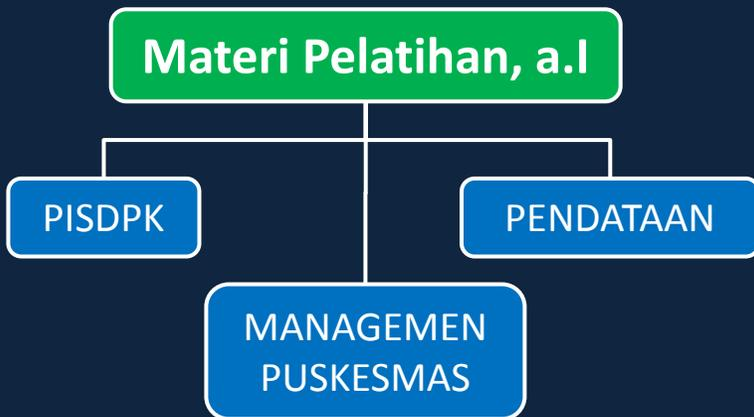 Materi Pelatihan, a.l
PISDPK
PENDATAAN
MANAGEMEN
PUSKESMAS